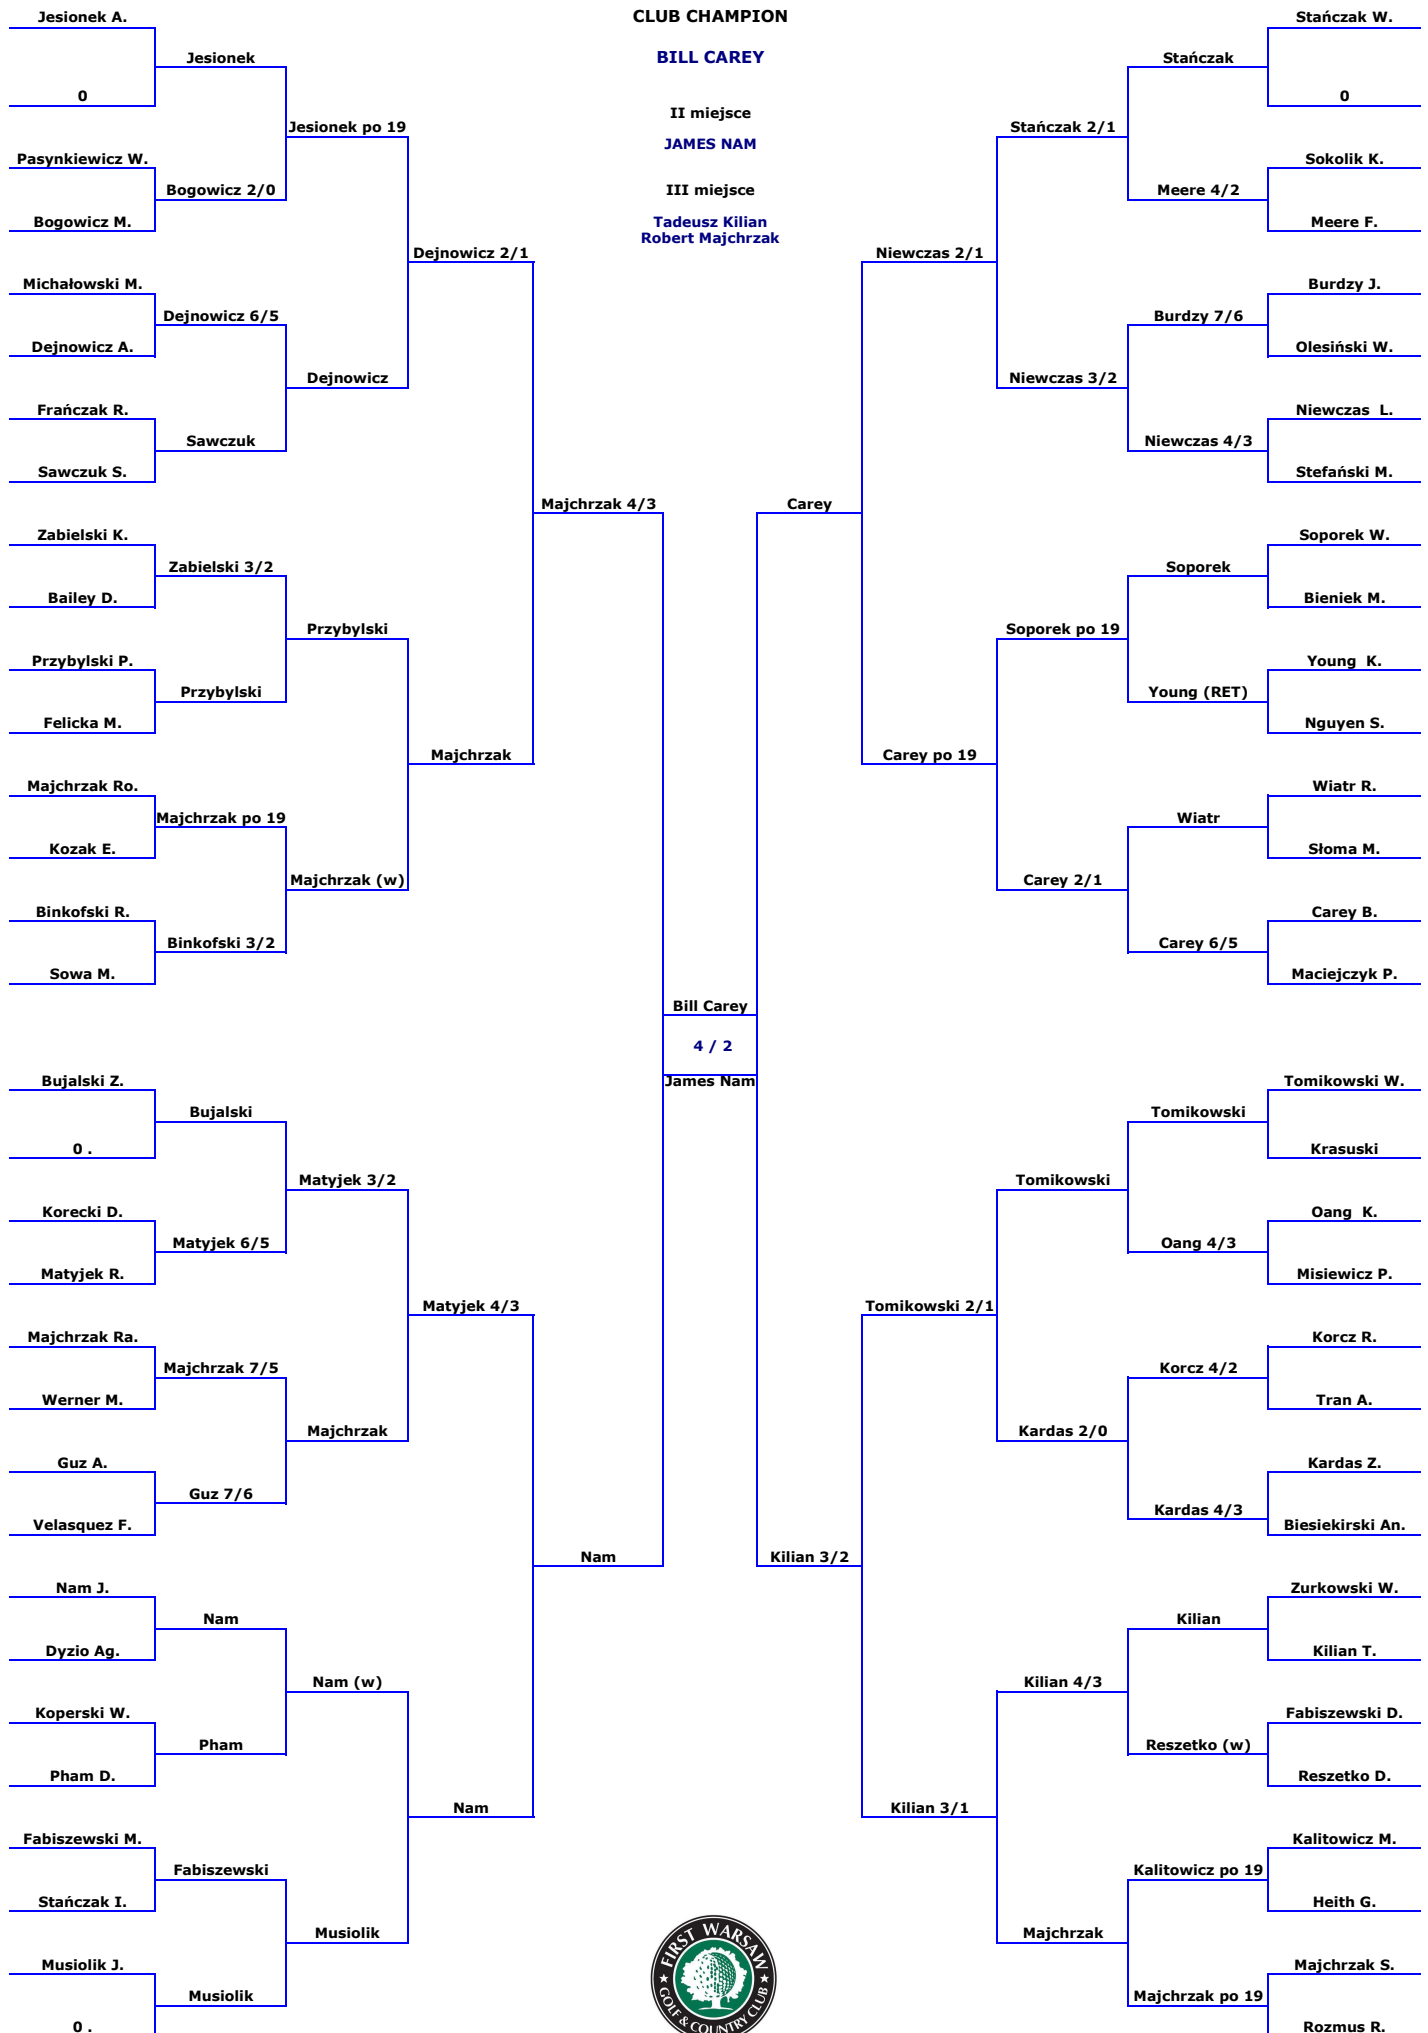 Jesionek A.
CLUB CHAMPION
Stańczak W.
Jesionek
BILL CAREY
Stańczak
0
0
II miejsce
Jesionek po 19
Stańczak 2/1
JAMES NAM
Pasynkiewicz W.
Sokolik K.
Bogowicz 2/0
III miejsce
Meere 4/2
Bogowicz M.
Tadeusz Kilian
Meere F.
Robert Majchrzak
Dejnowicz 2/1
Niewczas 2/1
Michałowski M.
Burdzy J.
Dejnowicz 6/5
Burdzy 7/6
Dejnowicz A.
Olesiński W.
Dejnowicz
Niewczas 3/2
Frańczak R.
Niewczas L.
Sawczuk
Niewczas 4/3
Sawczuk S.
Stefański M.
Majchrzak 4/3
Carey
Zabielski K.
Soporek W.
Zabielski 3/2
Soporek
Bailey D.
Bieniek M.
Przybylski
Soporek po 19
Przybylski P.
Young K.
Przybylski
Young (RET)
Felicka M.
Nguyen S.
Majchrzak
Carey po 19
Majchrzak Ro.
Wiatr R.
Majchrzak po 19
Wiatr
Kozak E.
Słoma M.
Majchrzak (w)
Carey 2/1
Binkofski R.
Carey B.
Binkofski 3/2
Carey 6/5
Sowa M.
Maciejczyk P.
Bill Carey
4 / 2
James Nam
Bujalski Z.
Tomikowski W.
Bujalski
Tomikowski
0 .
Krasuski
Matyjek 3/2
Tomikowski
Korecki D.
Oang K.
Matyjek 6/5
Oang 4/3
Matyjek R.
Misiewicz P.
Matyjek 4/3
Tomikowski 2/1
Majchrzak Ra.
Korcz R.
Majchrzak 7/5
Korcz 4/2
Werner M.
Tran A.
Majchrzak
Kardas 2/0
Guz A.
Kardas Z.
Guz 7/6
Kardas 4/3
Velasquez F.
Biesiekirski An.
Nam
Kilian 3/2
Nam J.
Zurkowski W.
Nam
Kilian
Dyzio Ag.
Kilian T.
Nam (w)
Kilian 4/3
Koperski W.
Fabiszewski D.
Pham
Reszetko (w)
Pham D.
Reszetko D.
Nam
Kilian 3/1
Fabiszewski M.
Kalitowicz M.
Fabiszewski
Kalitowicz po 19
Stańczak I.
Heith G.
Musiolik
Majchrzak
FIRST WARSAW
GOLF & COUNTRY CLUB
Musiolik J.
Majchrzak S.
Musiolik
Majchrzak po 19
0 .
Rozmus R.